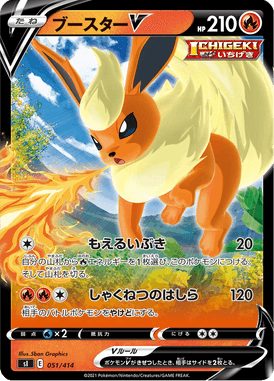 たね ブースターV HP 210
ICHIGEKI
いちげき
もえるいぶき 20
自分の山札から エネルギーを1枚選び、このポケモンにつける。
そして山札を切る。
しゃくねつのはしら 120
相手のバトルポケモンをやけどにする。
弱点 ×2 抵抗力 にげる
Illus. 5ban Graphics
Vルール
ポケモンVがきぜつしたとき、相手はサイドを2枚とる。
sI E 051/414
©2021 Pokémon/Nintendo/Creatures/GAME FREAK.